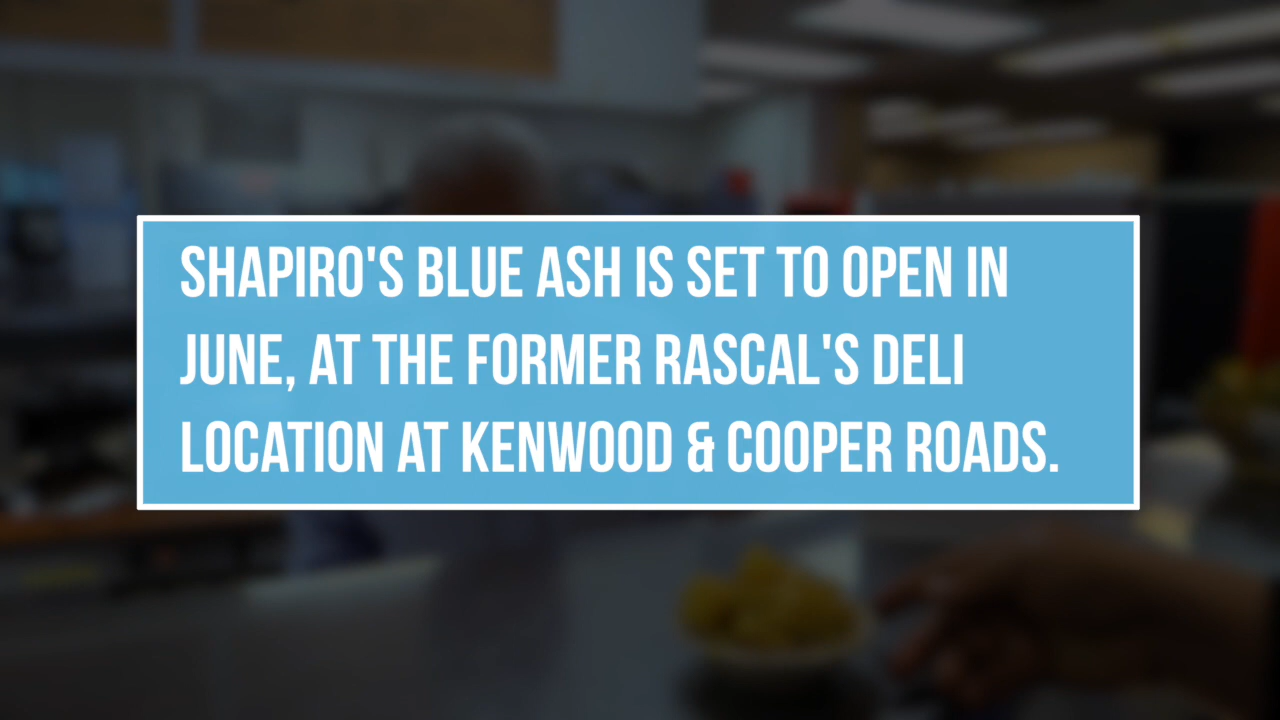 SHAPIRO'S BLUE ASH IS SET TO OPEN IN
JUNE, AT THE FORMER RASCAL'S DELI
LOCATION AT KENWOOD & COOPER ROADS.